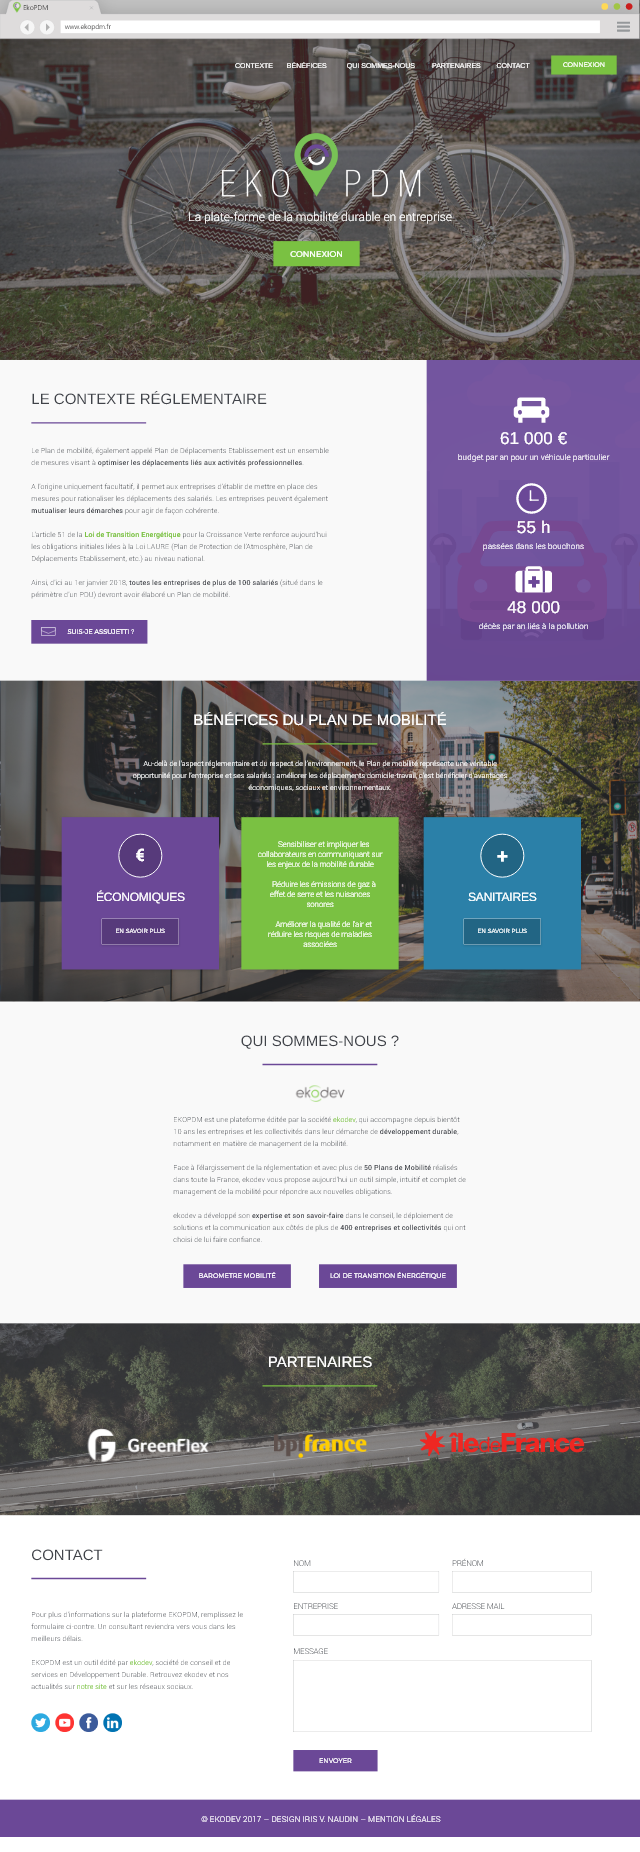 EkoPDM
www.ekopdm.fr
CONTEXTE BÉNÉFICES QUI SOMMES-NOUS PARTENAIRES CONTACT CONNEXION
EKO PDM
La plate-forme de la mobilité durable en entreprise
CONNEXION
LE CONTEXTE RÉGLEMENTAIRE
Le Plan de mobilité, également appelé Plan de Déplacements Etablissement est un ensemble
de mesures visant à optimiser les déplacements liés aux activités professionnelles.
A l'origine uniquement facultatif, il permet aux entreprises d'établir de mettre en place des
mesures pour rationaliser les déplacements des salariés. Les entreprises peuvent également
mutualiser leurs démarches pour agir de façon cohérente.
L'article 51 de la Loi de Transition Energétique pour la Croissance Verte renforce aujourd'hui
les obligations initiales liées à la Loi LAURE (Plan de Protection de l'Atmosphère, Plan de
Déplacements Etablissement, etc.) au niveau national.
Ainsi, d'ici au 1er janvier 2018, toutes les entreprises de plus de 100 salariés (situé dans le
périmètre d'un PDU) devront avoir élaboré un Plan de mobilité.
SUIS-JE ASSUJETTI ?
61 000 €
budget par an pour un véhicule particulier
55 h
passées dans les bouchons
48 000
décès par an liés à la pollution
BÉNÉFICES DU PLAN DE MOBILITÉ
Au-delà de l'aspect réglementaire et du respect de l'environnement, le Plan de mobilité représente une véritable
opportunité pour l'entreprise et ses salariés : améliorer les déplacements domicile-travail, c'est bénéficier d'avantages
économiques, sociaux et environnementaux.
€
ÉCONOMIQUES
EN SAVOIR PLUS
Sensibiliser et impliquer les
collaborateurs en communiquant sur
les enjeux de la mobilité durable
Réduire les émissions de gaz à
effet de serre et les nuisances
sonores
Améliorer la qualité de l'air et
réduire les risques de maladies
associées
+
SANITAIRES
EN SAVOIR PLUS
QUI SOMMES-NOUS ?
ekodev
EKOPDM est une plateforme éditée par la société ekodev, qui accompagne depuis bientôt
10 ans les entreprises et les collectivités dans leur démarche de développement durable,
notamment en matière de management de la mobilité.
Face à l'élargissement de la réglementation et avec plus de 50 Plans de Mobilité réalisés
dans toute la France, ekodev vous propose aujourd'hui un outil simple, intuitif et complet de
management de la mobilité pour répondre aux nouvelles obligations.
ekodev a développé son expertise et son savoir-faire dans le conseil, le déploiement de
solutions et la communication aux côtés de plus de 400 entreprises et collectivités qui ont
choisi de lui faire confiance.
BAROMETRE MOBILITÉ
LOI DE TRANSITION ÉNERGÉTIQUE
PARTENAIRES
GreenFlex
bpifrance
îledeFrance
CONTACT
Pour plus d'informations sur la plateforme EKOPDM, remplissez le
formulaire ci-contre. Un consultant reviendra vers vous dans les
meilleurs délais.
EKOPDM est un outil édité par ekodev, société de conseil et de
services en Développement Durable. Retrouvez ekodev et nos
actualités sur notre site et sur les réseaux sociaux.
NOM
PRÉNOM
ENTREPRISE
ADRESSE MAIL
MESSAGE
ENVOYER
© EKODEV 2017 – DESIGN IRIS V. NAUDIN – MENTION LÉGALES